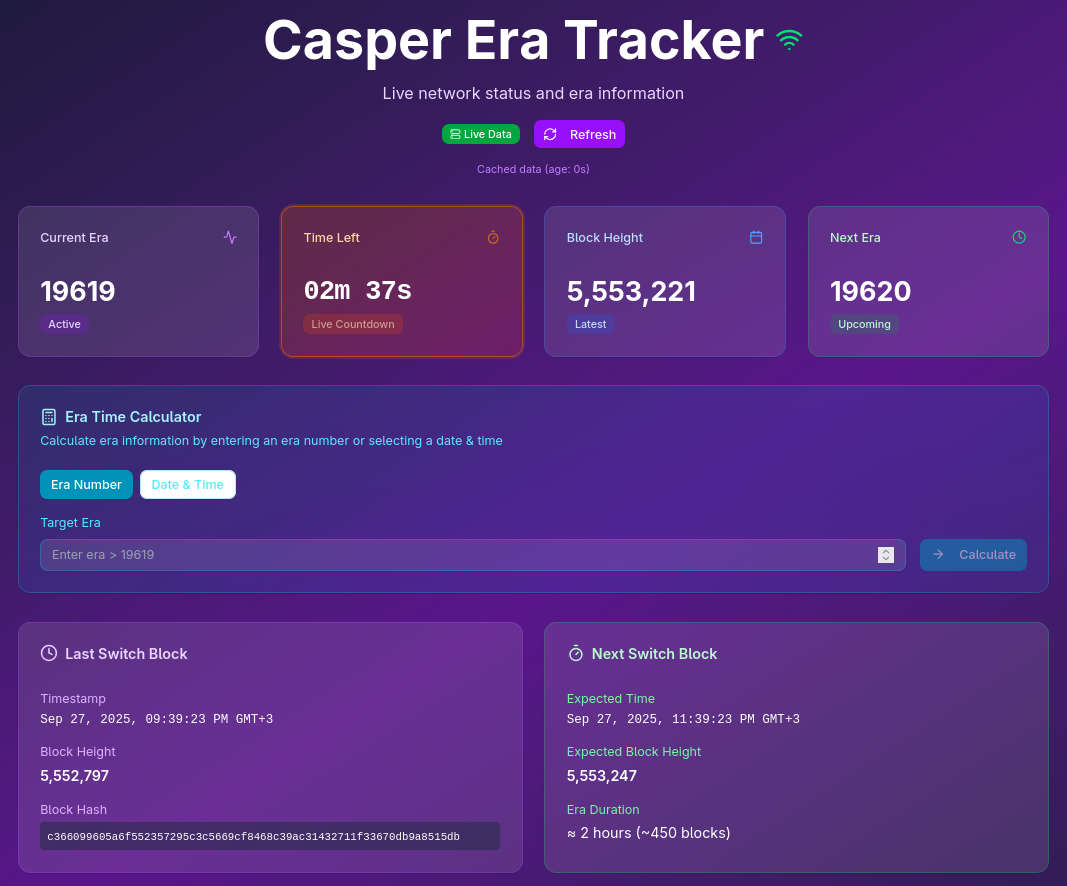 Casper Era Tracker
Live network status and era information
Live Data
Refresh
Cached data (age: 0s)
Current Era
19619
Active
Time Left
02m 37s
Live Countdown
Block Height
5,553,221
Latest
Next Era
19620
Upcoming
Era Time Calculator
Calculate era information by entering an era number or selecting a date & time
Era Number
Date & Time
Target Era
Enter era > 19619
Calculate
Last Switch Block
Timestamp
Sep 27, 2025, 09:39:23 PM GMT+3
Block Height
5,552,797
Block Hash
c366099605a6f552357295c3c5669cf8468c39ac31432711f33670db9a8515db
Next Switch Block
Expected Time
Sep 27, 2025, 11:39:23 PM GMT+3
Expected Block Height
5,553,247
Era Duration
≈ 2 hours (~450 blocks)